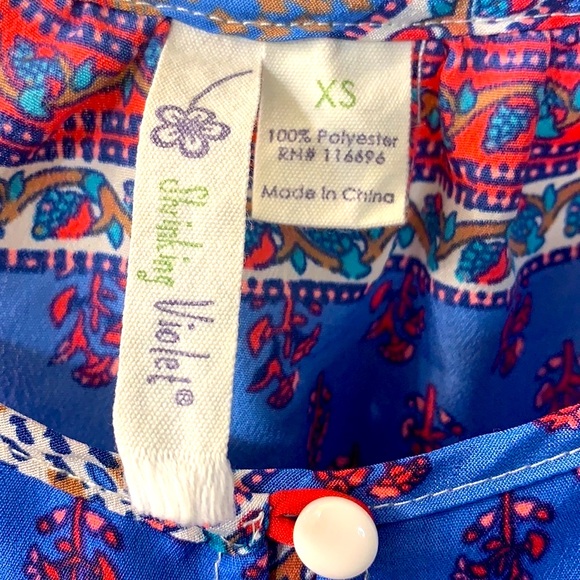 Shrinking
Violet®
XS
100% Polyester
RN# 116696
Made In China